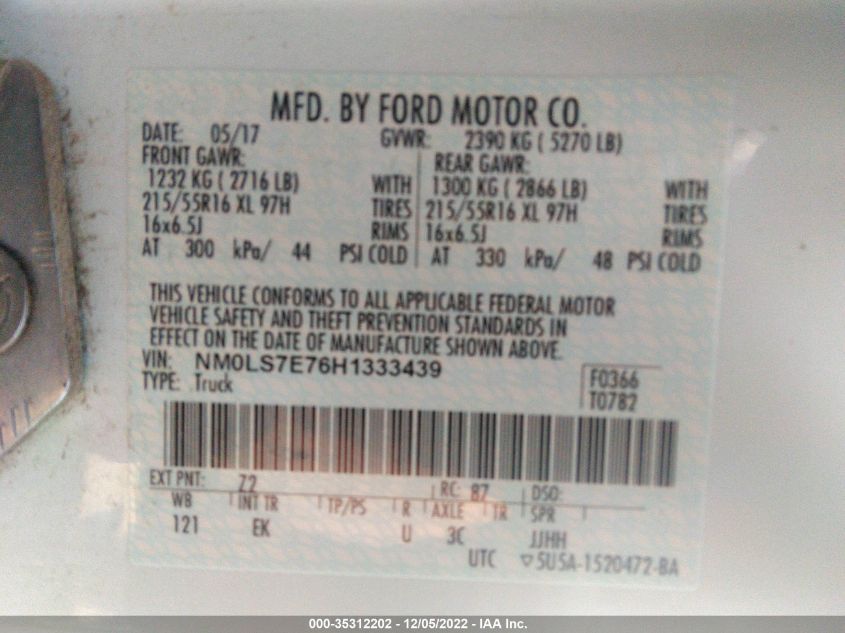 MFD. BY FORD MOTOR CO.
DATE: 05/17 GVWR: 2390 KG ( 5270 LB)
FRONT GAWR: REAR GAWR:
1232 KG ( 2716 LB) WITH 1300 KG ( 2866 LB) WITH
215/55R16 XL 97H TIRES 215/55R16 XL 97H TIRES
16x6.5J RIMS 16x6.5J RIMS
AT 300 kPa/ 44 PSI COLD AT 330 kPa/ 48 PSI COLD
THIS VEHICLE CONFORMS TO ALL APPLICABLE FEDERAL MOTOR
VEHICLE SAFETY AND THEFT PREVENTION STANDARDS IN
EFFECT ON THE DATE OF MANUFACTURE SHOWN ABOVE.
VIN: NM0LS7E76H1333439
TYPE: Truck
F0366
T0782
EXT PNT: Z2 RC: 87 DSO:
WB INT TR TP/PS R AXLE TR SPR
121 EK U 3C JJHH
UTC ▽5U5A-1520472-BA
000-35312202 - 12/05/2022 - IAA Inc.